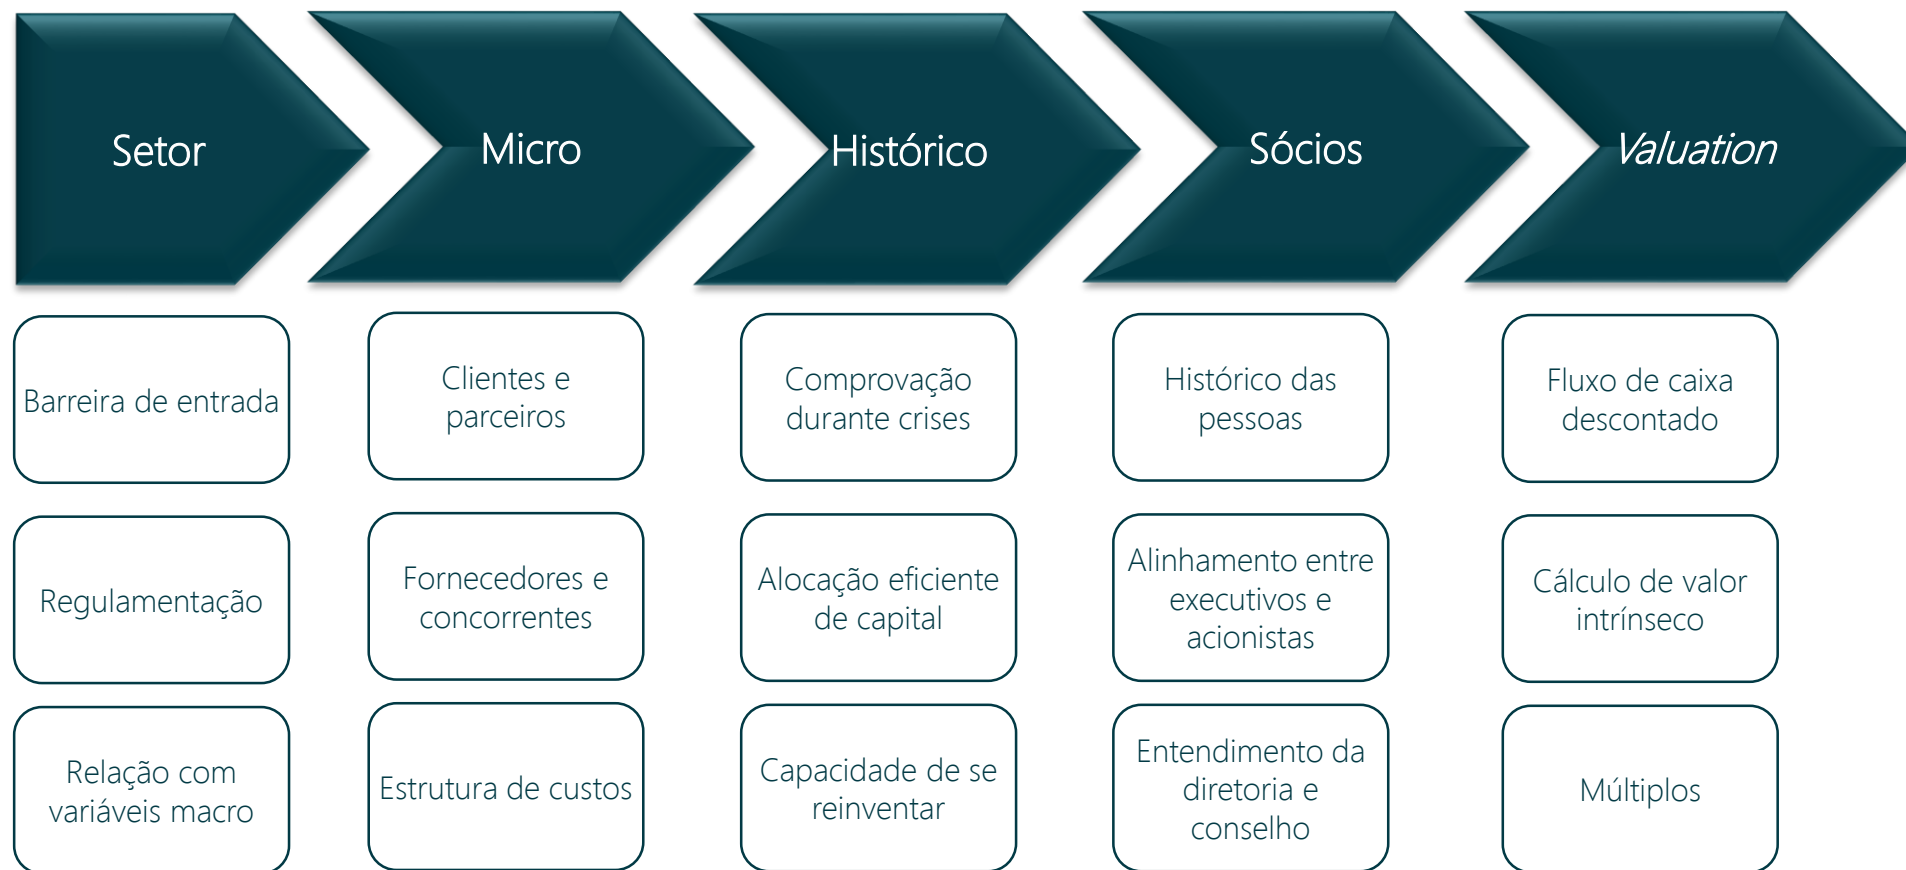 Setor
Micro
Histórico
Sócios
Valuation
Barreira de entrada
Clientes e
parceiros
Comprovação
durante crises
Histórico das
pessoas
Fluxo de caixa
descontado
Regulamentação
Fornecedores e
concorrentes
Alocação eficiente
de capital
Alinhamento entre
executivos e
acionistas
Cálculo de valor
intrínseco
Relação com
variáveis macro
Estrutura de custos
Capacidade de se
reinventar
Entendimento da
diretoria e
conselho
Múltiplos